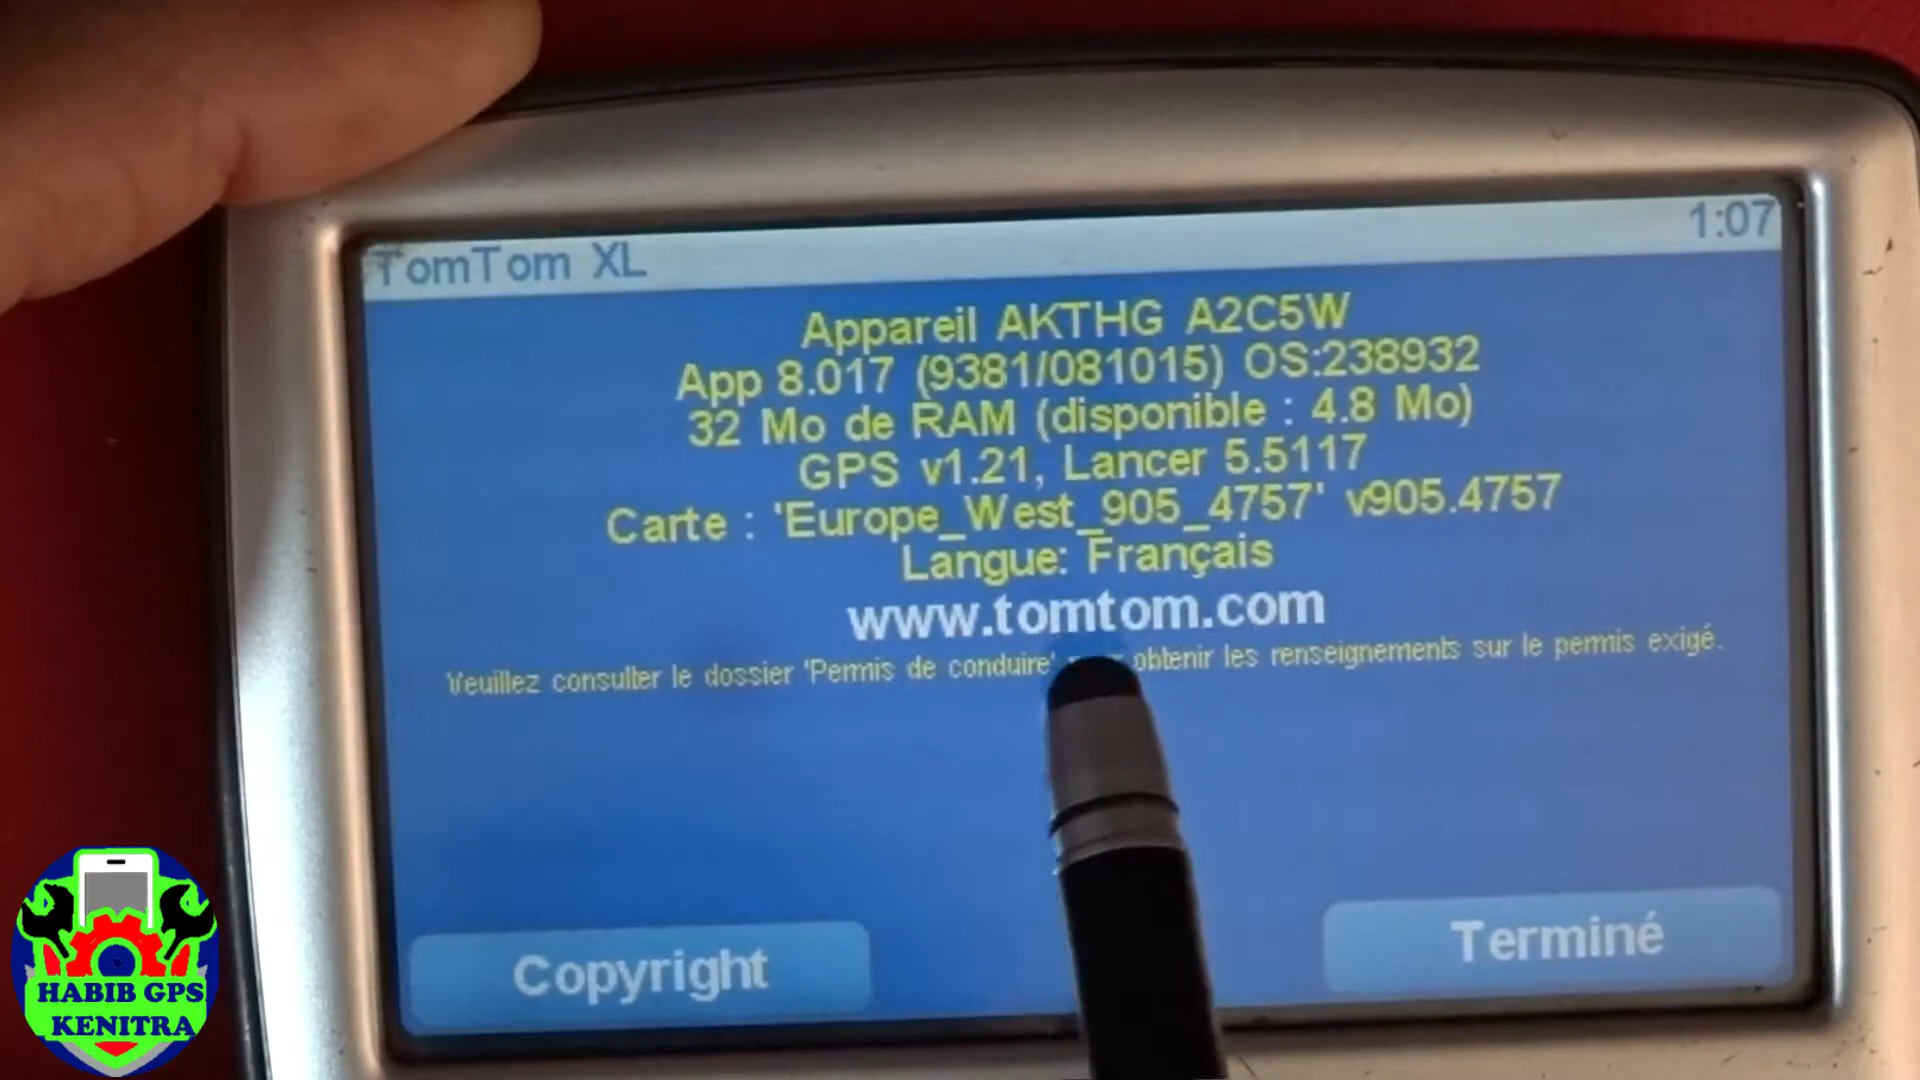 TomTom XL
1:07
Appareil AKTHG A2C5W
App 8.017 (9381/081015) OS:238932
32 Mo de RAM (disponible : 4.8 Mo)
GPS v1.21, Lancer 5.5117
Carte : 'Europe_West_905_4757' v905.4757
Langue: Français
www.tomtom.com
Veuillez consulter le dossier 'Permis de conduire' obtenir les renseignements sur le permis exigé.
Copyright
Terminé
HABIB GPS
KENITRA